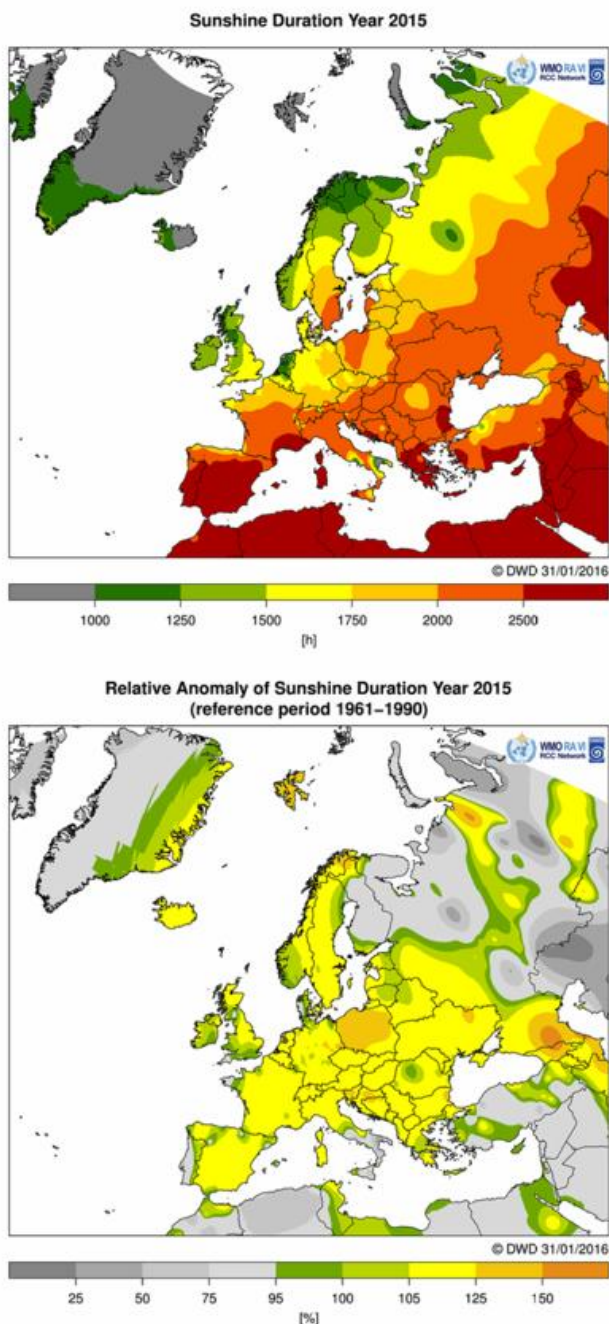 Sunshine Duration Year 2015
WMO RA VI
RCC Network
© DWD 31/01/2016
1000 1250 1500 1750 2000 2500
[h]
Relative Anomaly of Sunshine Duration Year 2015
(reference period 1961−1990)
WMO RA VI
RCC Network
© DWD 31/01/2016
25 50 75 95 100 105 125 150
[%]